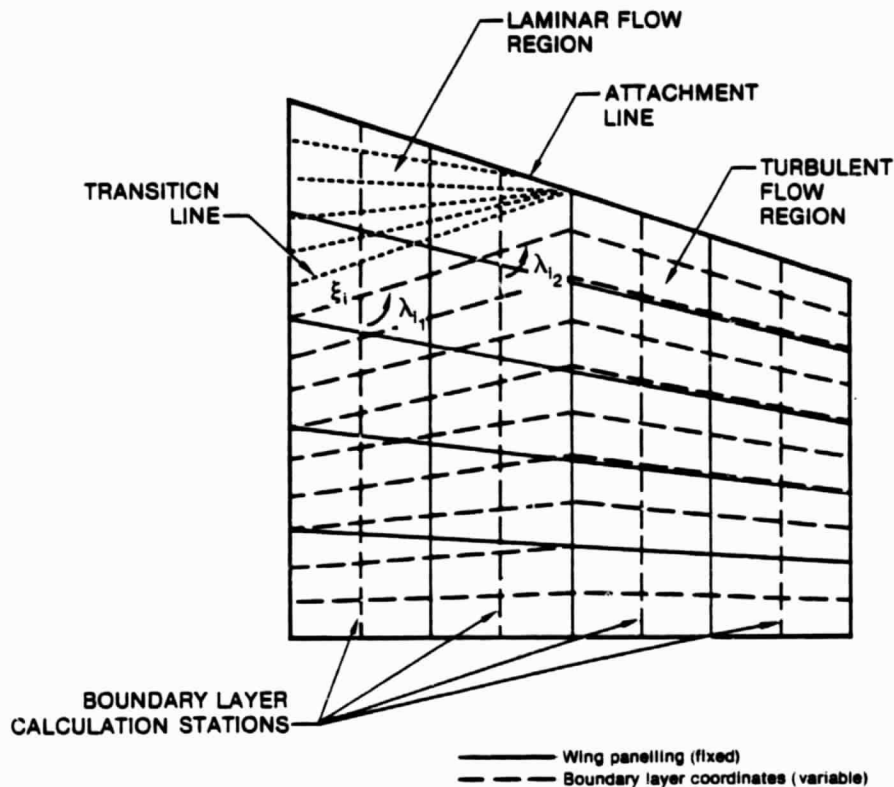 LAMINAR FLOW
REGION
ATTACHMENT
LINE
TURBULENT
FLOW
REGION
TRANSITION
LINE
ξi
λi1
λi2
BOUNDARY LAYER
CALCULATION STATIONS
Wing panelling (fixed)
Boundary layer coordinates (variable)